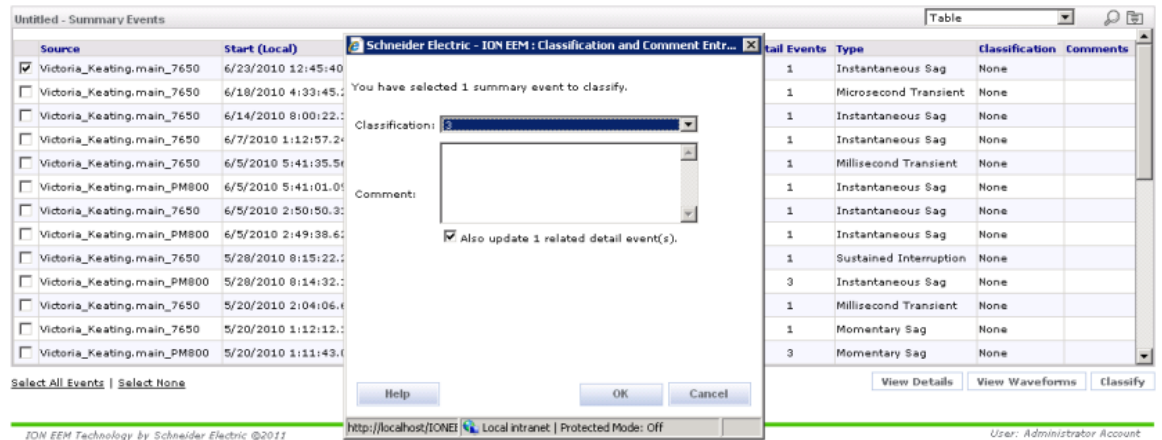 Untitled - Summary Events Table
Source Start (Local) tail Events Type Classification Comments
Schneider Electric - ION EEM : Classification and Comment Entr...
Victoria_Keating.main_7650 6/23/2010 12:45:40 1 Instantaneous Sag None
Victoria_Keating.main_7650 6/18/2010 4:33:45. 1 Microsecond Transient None
Victoria_Keating.main_7650 6/14/2010 8:00:22. 1 Instantaneous Sag None
Victoria_Keating.main_7650 6/7/2010 1:12:57.24 1 Instantaneous Sag None
Victoria_Keating.main_7650 6/5/2010 5:41:35.56 1 Millisecond Transient None
Victoria_Keating.main_PM800 6/5/2010 5:41:01.09 1 Instantaneous Sag None
Victoria_Keating.main_7650 6/5/2010 2:50:50.3 1 Instantaneous Sag None
Victoria_Keating.main_PM800 6/5/2010 2:49:38.6 1 Instantaneous Sag None
Victoria_Keating.main_7650 5/28/2010 8:15:22. 1 Sustained Interruption None
Victoria_Keating.main_PM800 5/28/2010 8:14:32. 3 Instantaneous Sag None
Victoria_Keating.main_7650 5/20/2010 2:04:06. 1 Millisecond Transient None
Victoria_Keating.main_7650 5/20/2010 1:12:12. 1 Momentary Sag None
Victoria_Keating.main_PM800 5/20/2010 1:11:43. 3 Momentary Sag None
You have selected 1 summary event to classify.
Classification: 3
Comment:
Also update 1 related detail event(s).
Help OK Cancel
http://localhost/IONEE Local intranet | Protected Mode: Off
Select All Events | Select None View Details View Waveforms Classify
ION EEM Technology by Schneider Electric ©2011 User: Administrator Account